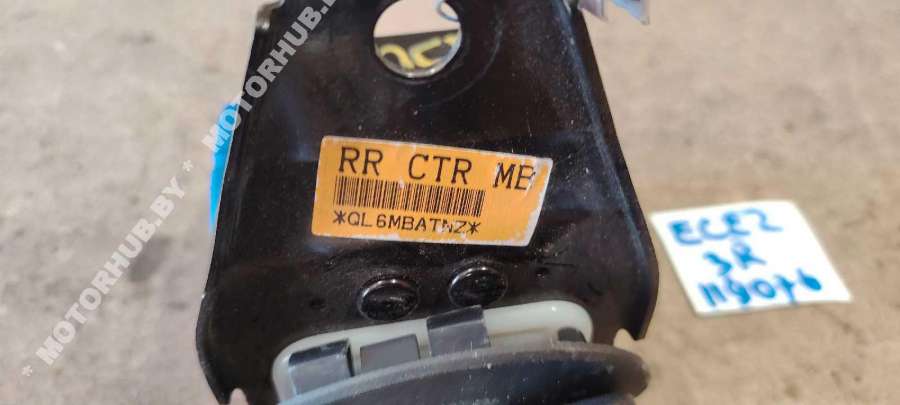 RR CTR MB
*QL6MBATNZ*
ECE2
3R
119076
* MOTORHUB.BY * MOTORHUB.BY *